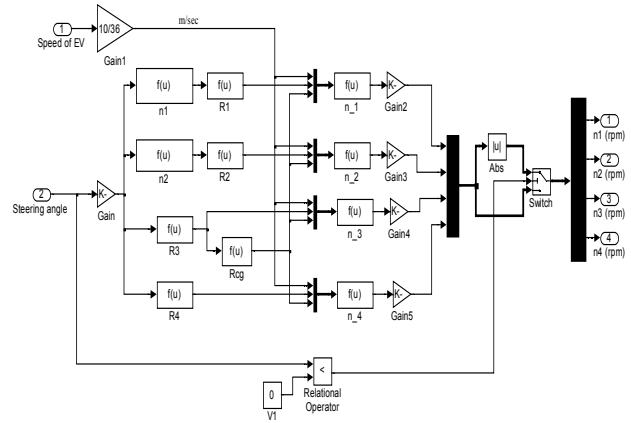 m/sec
1
10/36
Speed of EV
Gain1
f(u)
f(u)
f(u)
K-
n1
R1
n_1
Gain2
1
n1 (rpm)
f(u)
f(u)
f(u)
K-
|u|
n2
R2
n_2
Gain3
Abs
2
n2 (rpm)
2
K-
Switch
Steering angle
Gain
f(u)
f(u)
K-
3
R3
f(u)
n_3
Gain4
n3 (rpm)
Rcg
4
n4 (rpm)
f(u)
f(u)
K-
R4
n_4
Gain5
<
0
Relational
Operator
V1